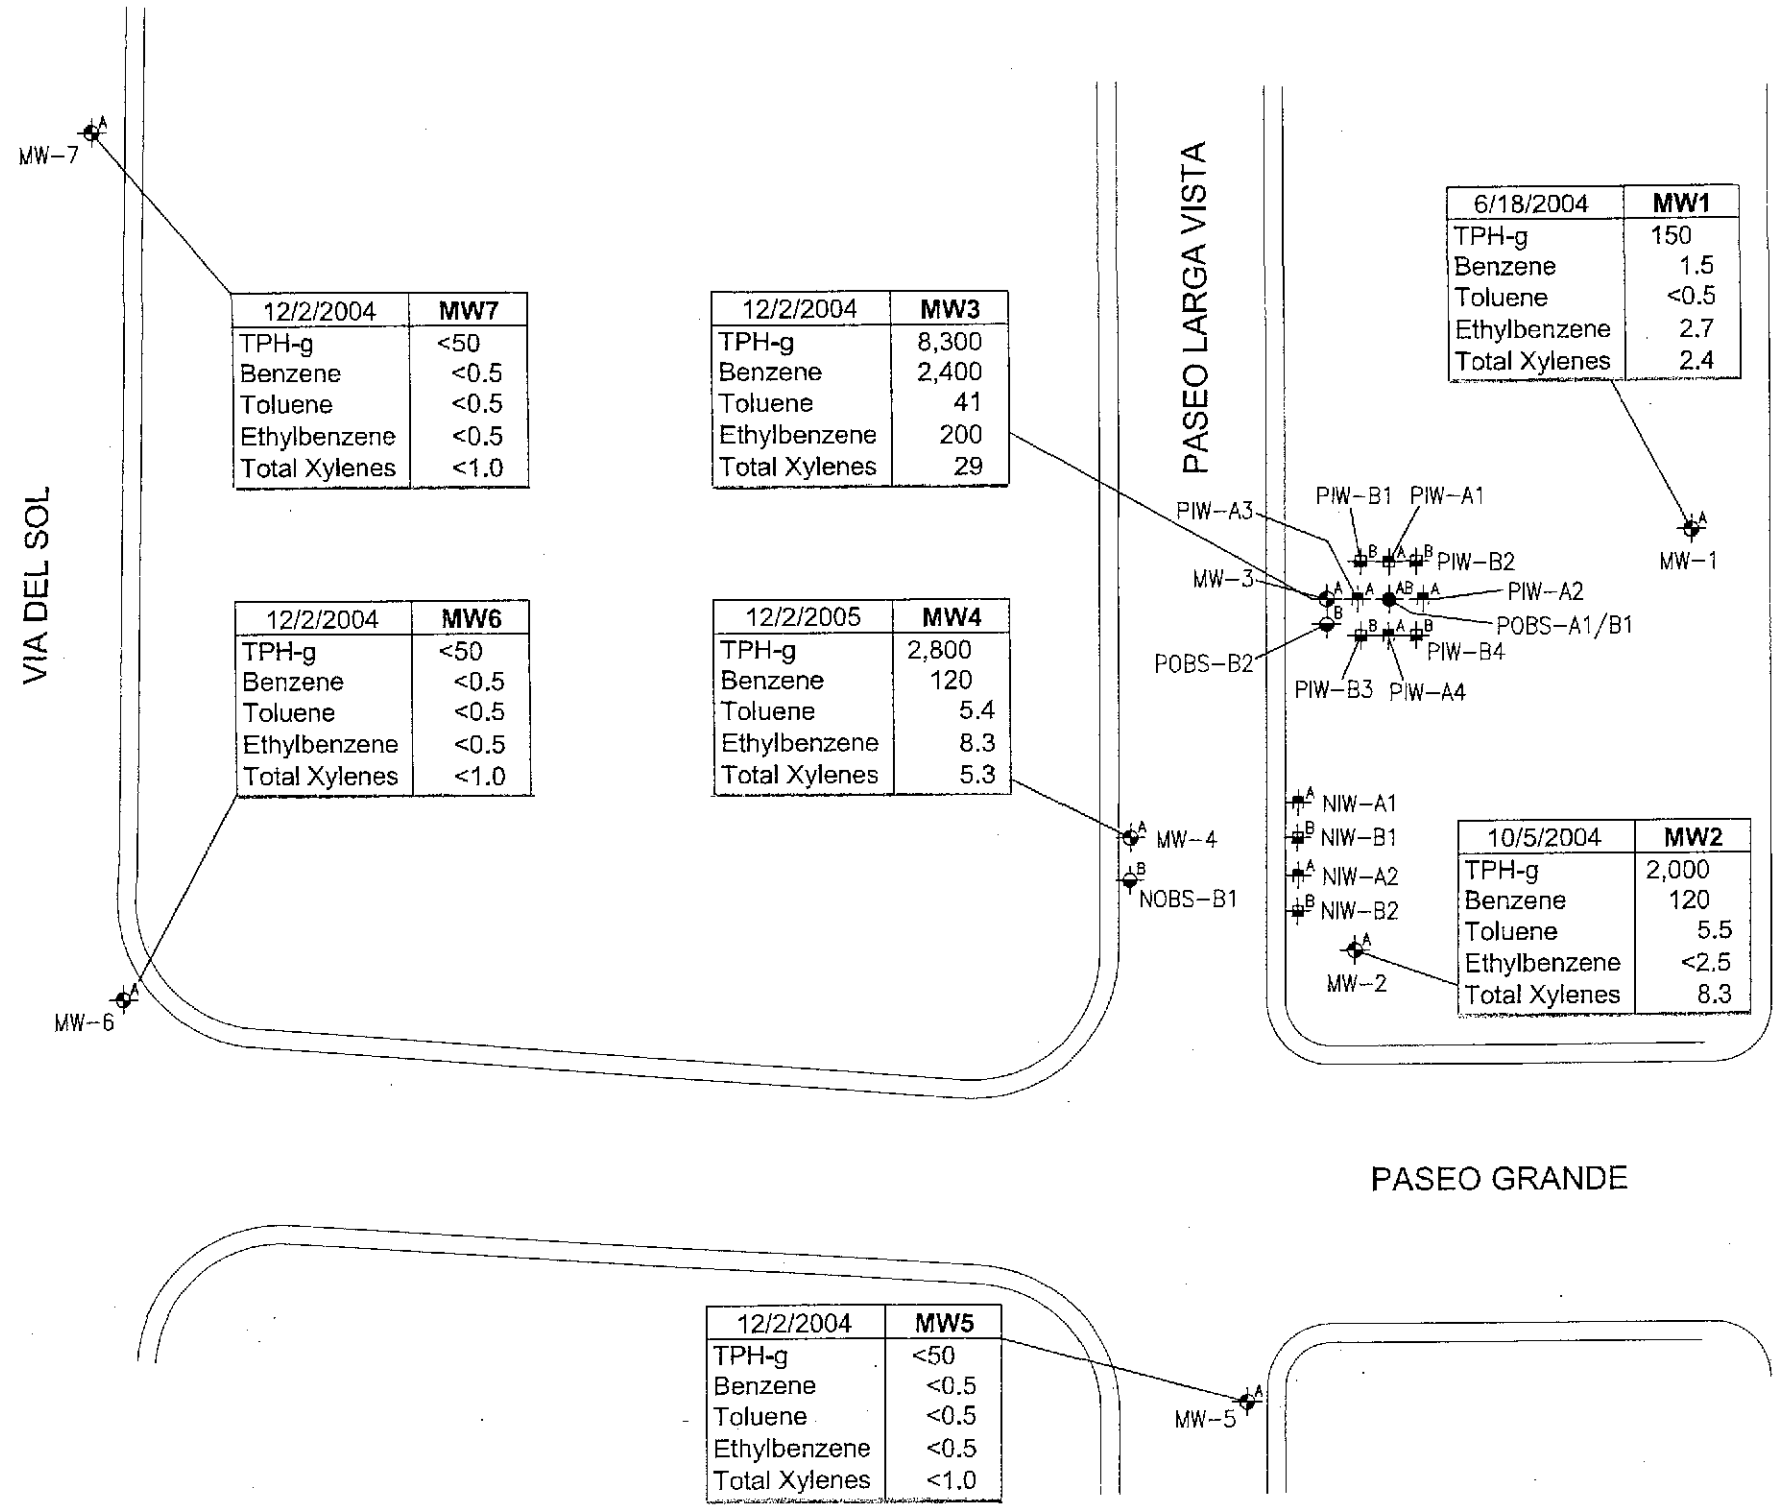 MW-7 A
VIA DEL SOL
12/2/2004 MW7
TPH-g <50
Benzene <0.5
Toluene <0.5
Ethylbenzene <0.5
Total Xylenes <1.0
12/2/2004 MW3
TPH-g 8,300
Benzene 2,400
Toluene 41
Ethylbenzene 200
Total Xylenes 29
PASEO LARGA VISTA
6/18/2004 MW1
TPH-g 150
Benzene 1.5
Toluene <0.5
Ethylbenzene 2.7
Total Xylenes 2.4
A
MW-1
PIW-B1 PIW-A1
PIW-A3
B A B PIW-B2
MW-3 A A AB A PIW-A2
B POBS-A1/B1
B A B
POBS-B2 PIW-B4
PIW-B3 PIW-A4
12/2/2004 MW6
TPH-g <50
Benzene <0.5
Toluene <0.5
Ethylbenzene <0.5
Total Xylenes <1.0
A
MW-6
12/2/2005 MW4
TPH-g 2,800
Benzene 120
Toluene 5.4
Ethylbenzene 8.3
Total Xylenes 5.3
A MW-4
B
NOBS-B1
A NIW-A1
B NIW-B1
A NIW-A2
B NIW-B2
A
MW-2
10/5/2004 MW2
TPH-g 2,000
Benzene 120
Toluene 5.5
Ethylbenzene <2.5
Total Xylenes 8.3
PASEO GRANDE
12/2/2004 MW5
TPH-g <50
Benzene <0.5
Toluene <0.5
Ethylbenzene <0.5
Total Xylenes <1.0
A
MW-5